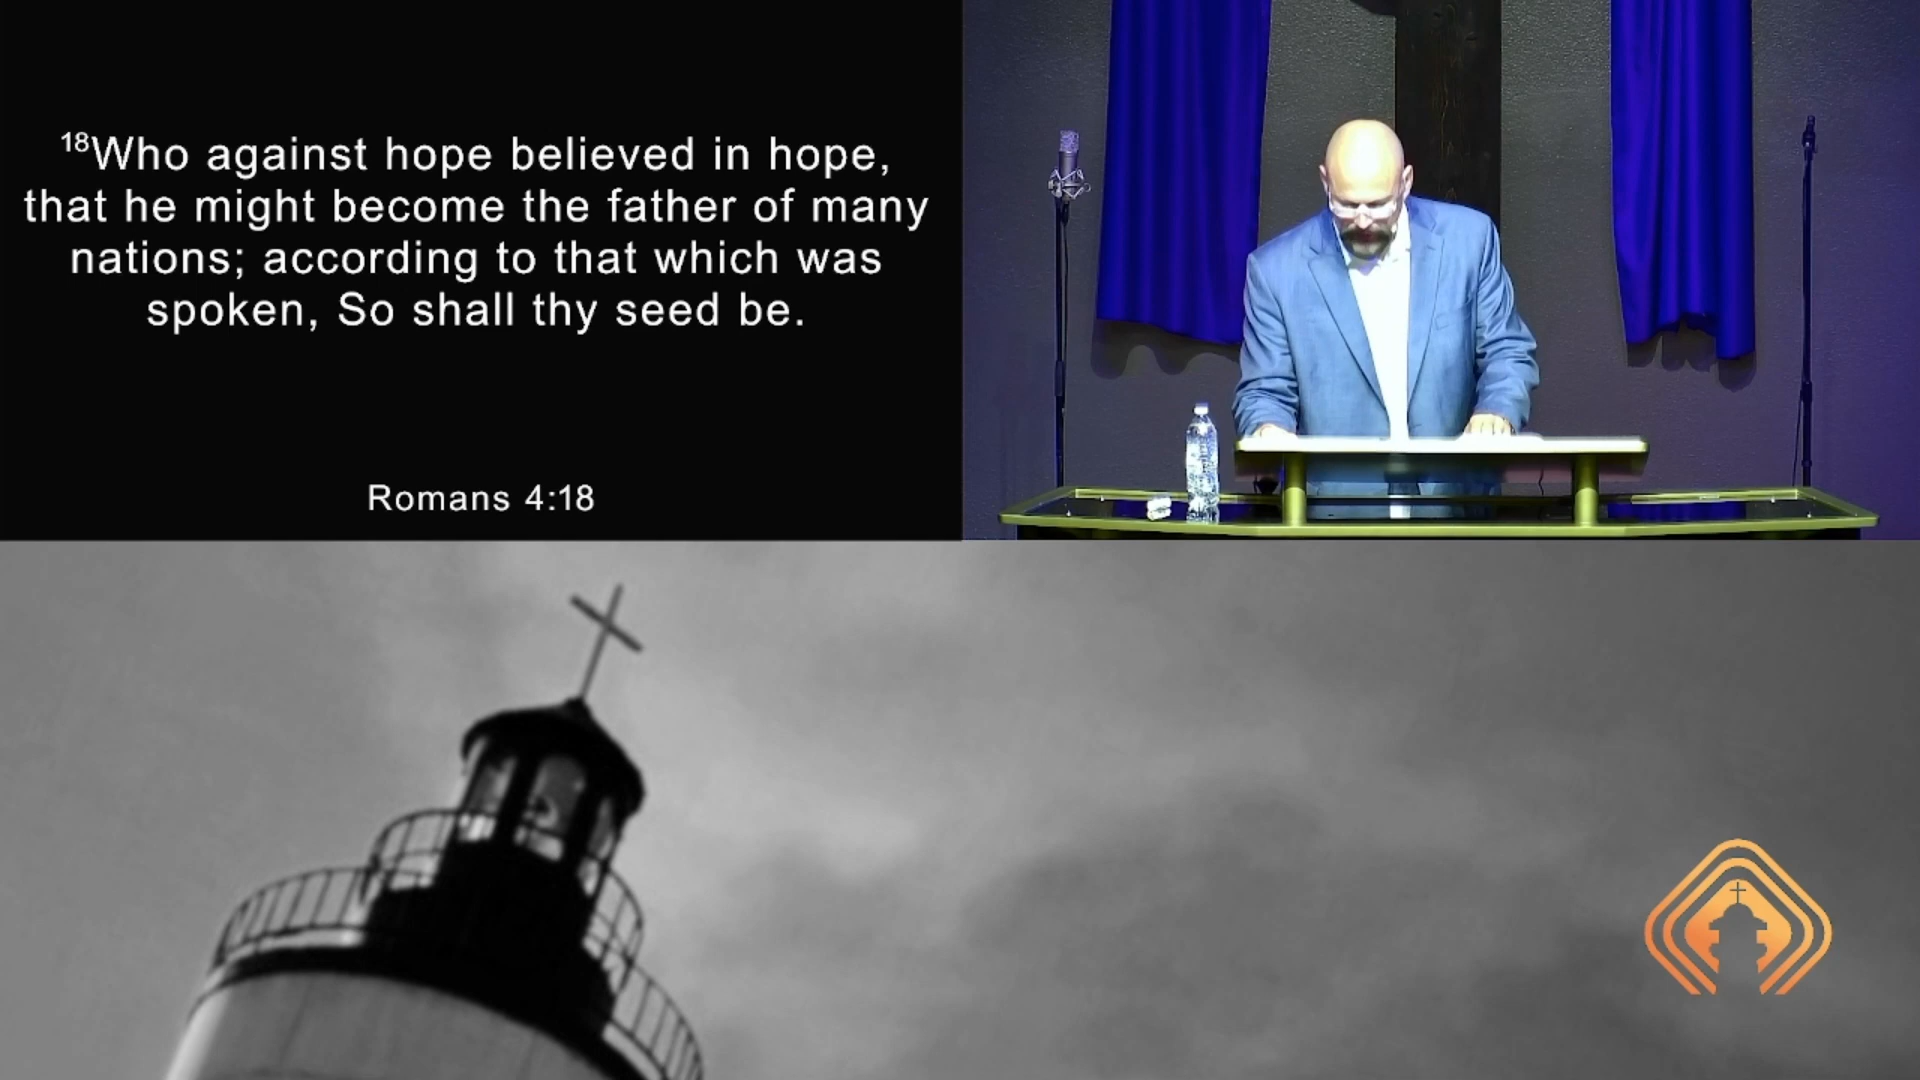 18Who against hope believed in hope,
that he might become the father of many
nations; according to that which was
spoken, So shall thy seed be.
Romans 4:18